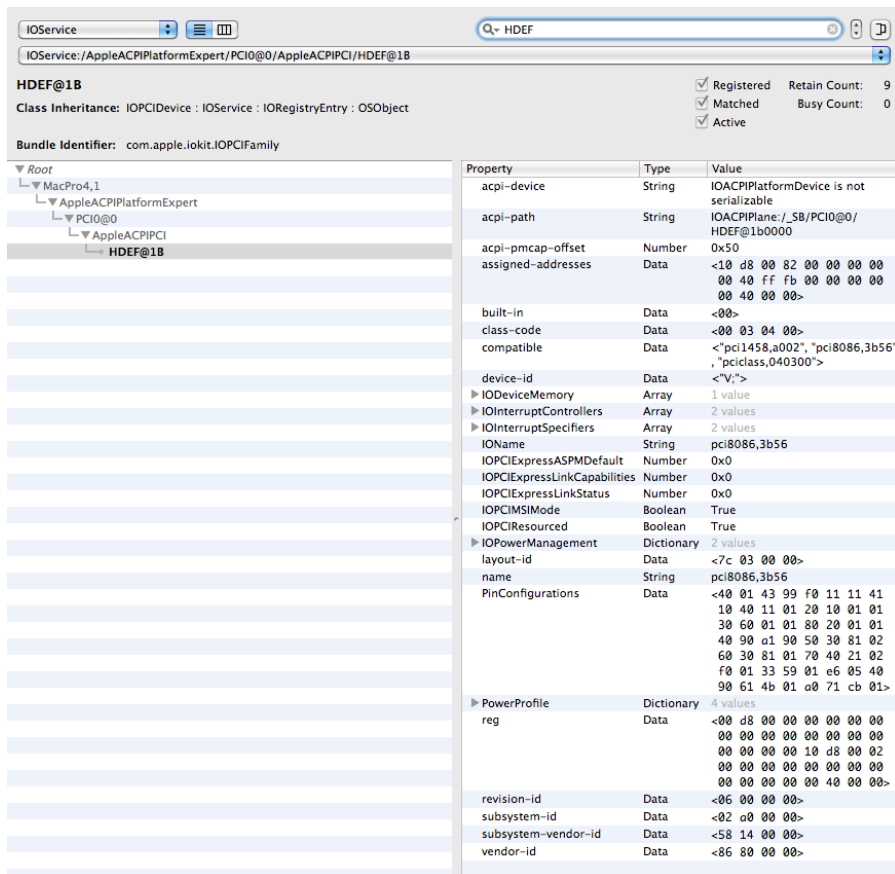 IOService
HDEF
IOService:/AppleACPIPlatformExpert/PCI0@0/AppleACPIPCI/HDEF@1B
HDEF@1B
Registered Retain Count: 9
Class Inheritance: IOPCIDevice : IOService : IORegistryEntry : OSObject
Matched Busy Count: 0
Active
Bundle Identifier: com.apple.iokit.IOPCIFamily
Root
MacPro4,1
AppleACPIPlatformExpert
PCI0@0
AppleACPIPCI
HDEF@1B
Property Type Value
acpi-device String IOACPIPlatformDevice is not
serializable
acpi-path String IOACPIPlane:/_SB/PCI0@0/
HDEF@1b0000
acpi-pmcap-offset Number 0x50
assigned-addresses Data <10 d8 00 82 00 00 00 00
00 40 ff fb 00 00 00 00
00 40 00 00>
built-in Data <00>
class-code Data <00 03 04 00>
compatible Data <"pci1458,a002", "pci8086,3b56"
, "pciclass,040300">
device-id Data <"V;">
IODeviceMemory Array 1 value
IOInterruptControllers Array 2 values
IOInterruptSpecifiers Array 2 values
IOName String pci8086,3b56
IOPCIExpressASPMDefault Number 0x0
IOPCIExpressLinkCapabilities Number 0x0
IOPCIExpressLinkStatus Number 0x0
IOPCIMSIMode Boolean True
IOPCIResourced Boolean True
IOPowerManagement Dictionary 2 values
layout-id Data <7c 03 00 00>
name String pci8086,3b56
PinConfigurations Data <40 01 43 99 f0 11 11 41
10 40 11 01 20 10 01 01
30 60 01 01 80 20 01 01
40 90 a1 90 50 30 81 02
60 30 81 01 70 40 21 02
f0 01 33 59 01 e6 05 40
90 61 4b 01 a0 71 cb 01>
PowerProfile Dictionary 4 values
reg Data <00 d8 00 00 00 00 00 00
00 00 00 00 00 00 00 00
00 00 00 00 10 d8 00 02
00 00 00 00 00 00 00 00
00 00 00 00 00 40 00 00>
revision-id Data <06 00 00 00>
subsystem-id Data <02 a0 00 00>
subsystem-vendor-id Data <58 14 00 00>
vendor-id Data <86 80 00 00>